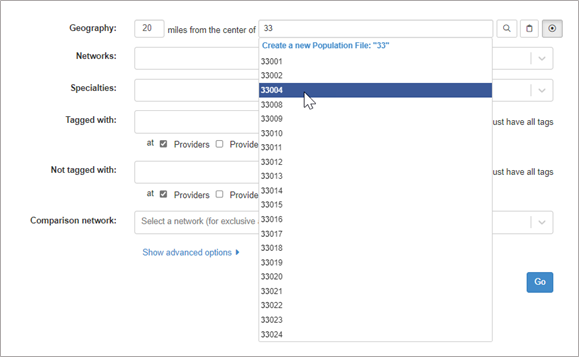 Geography: 20 miles from the center of 33
Create a new Population File: "33"
Networks:
33001
33002
Specialties:
33004
33008
33009
Tagged with:
ust have all tags
33010
at Providers Provide
33011
33012
Not tagged with:
ust have all tags
33013
33014
at Providers Provide
33015
33016
Comparison network: Select a network (for exclusive
33017
33018
Show advanced options
33019
33020
Go
33021
33022
33023
33024